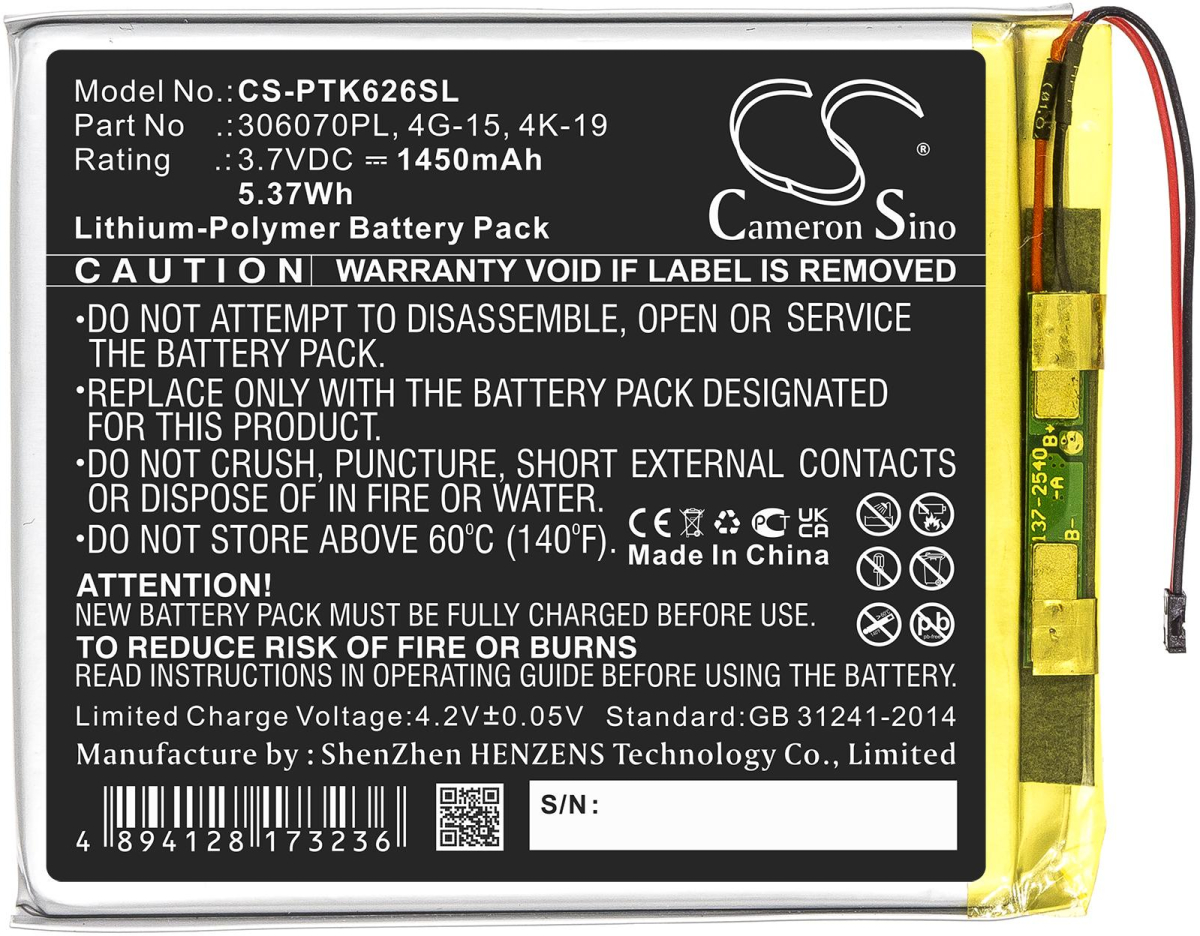 Model No.:CS-PTK626SL
Part No .:306070PL, 4G-15, 4K-19
Rating .:3.7VDC ⎓ 1450mAh
5.37Wh
Lithium-Polymer Battery Pack
CS
®
Cameron Sino
CAUTION| WARRANTY VOID IF LABEL IS REMOVED
•DO NOT ATTEMPT TO DISASSEMBLE, OPEN OR SERVICE
THE BATTERY PACK.
•REPLACE ONLY WITH THE BATTERY PACK DESIGNATED
FOR THIS PRODUCT.
•DO NOT CRUSH, PUNCTURE, SHORT EXTERNAL CONTACTS
OR DISPOSE OF IN FIRE OR WATER.
•DO NOT STORE ABOVE 60°C (140°F).
CE PCT UK CA
Made In China
Pb
pb-free
ATTENTION!
NEW BATTERY PACK MUST BE FULLY CHARGED BEFORE USE.
TO REDUCE RISK OF FIRE OR BURNS
READ INSTRUCTIONS IN OPERATING GUIDE BEFORE USING THE BATTERY.
Limited Charge Voltage:4.2V±0.05V Standard:GB 31241-2014
Manufacture by : ShenZhen HENZENS Technology Co., Limited
4 894128 173236
S/N:
137-2540
-A
B+
B-